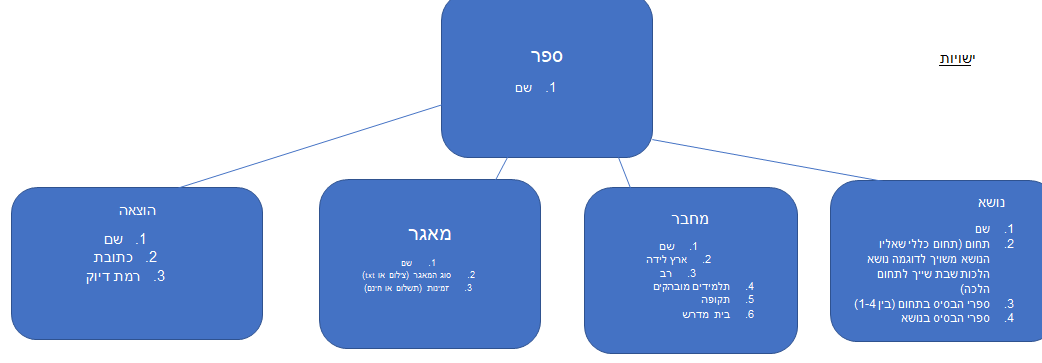 ישויות
ספר
1. שם
נושא
1. שם
2. תחום (תחום כללי שאליו
הנושא משויך לדוגמה נושא
הלכות שבת שייך לתחום
הלכה)
3. ספרי הבסיס בתחום (בין 1-4)
4. ספרי הבסיס בנושא
מחבר
1. שם
2. ארץ לידה
3. רב
4. תלמידים מובהקים
5. תקופה
6. בית מדרש
מאגר
1. שם
2. סוג המאגר (צילום או txt)
3. זמינות (תשלום או חינם)
הוצאה
1. שם
2. כתובת
3. רמת דיוק